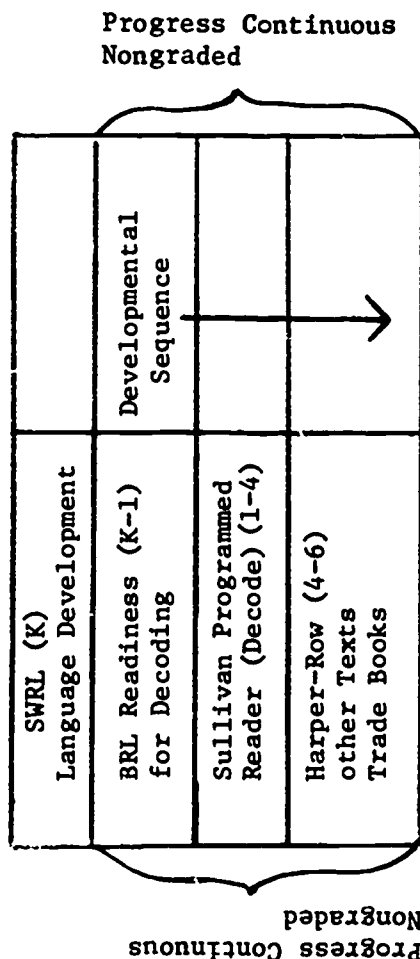 Progress Continuous
Nongraded
SWRL (K)
Language Development
BRL Readiness (K-1)
for Decoding
Developmental
Sequence
Sullivan Programmed
Reader (Decode) (1-4)
Harper-Row (4-6)
other Texts
Trade Books
Progress Continuous
Nongraded